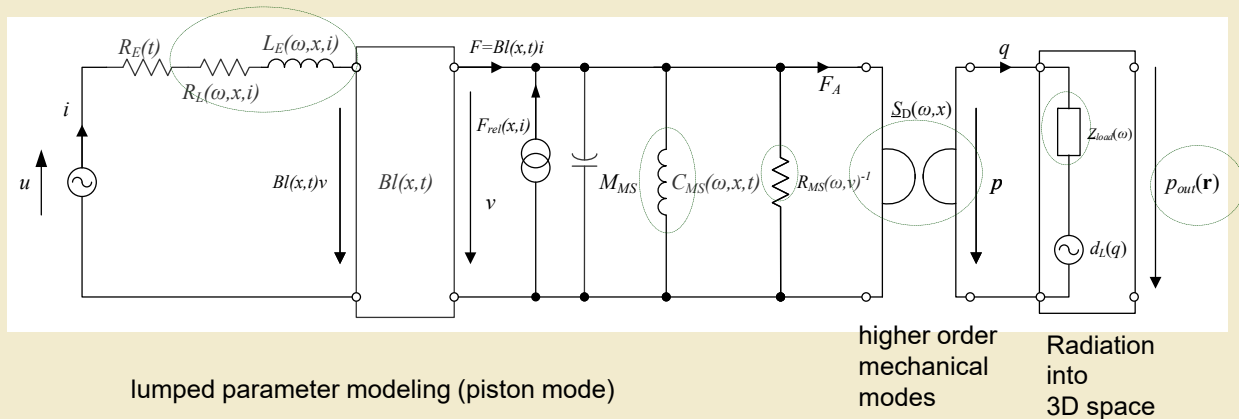 R_E(t)
L_E(ω,x,i)
R_L(ω,x,i)
i
u
Bl(x,t)v
Bl(x,t)
F=Bl(x,t)i
v
F_rel(x,i)
M_MS
C_MS(ω,x,t)
R_MS(ω,v)^-1
F_A
S_D(ω,x)
q
p
Z_load(ω)
d_L(q)
p_out(r)
lumped parameter modeling (piston mode)
higher order
mechanical
modes
Radiation
into
3D space